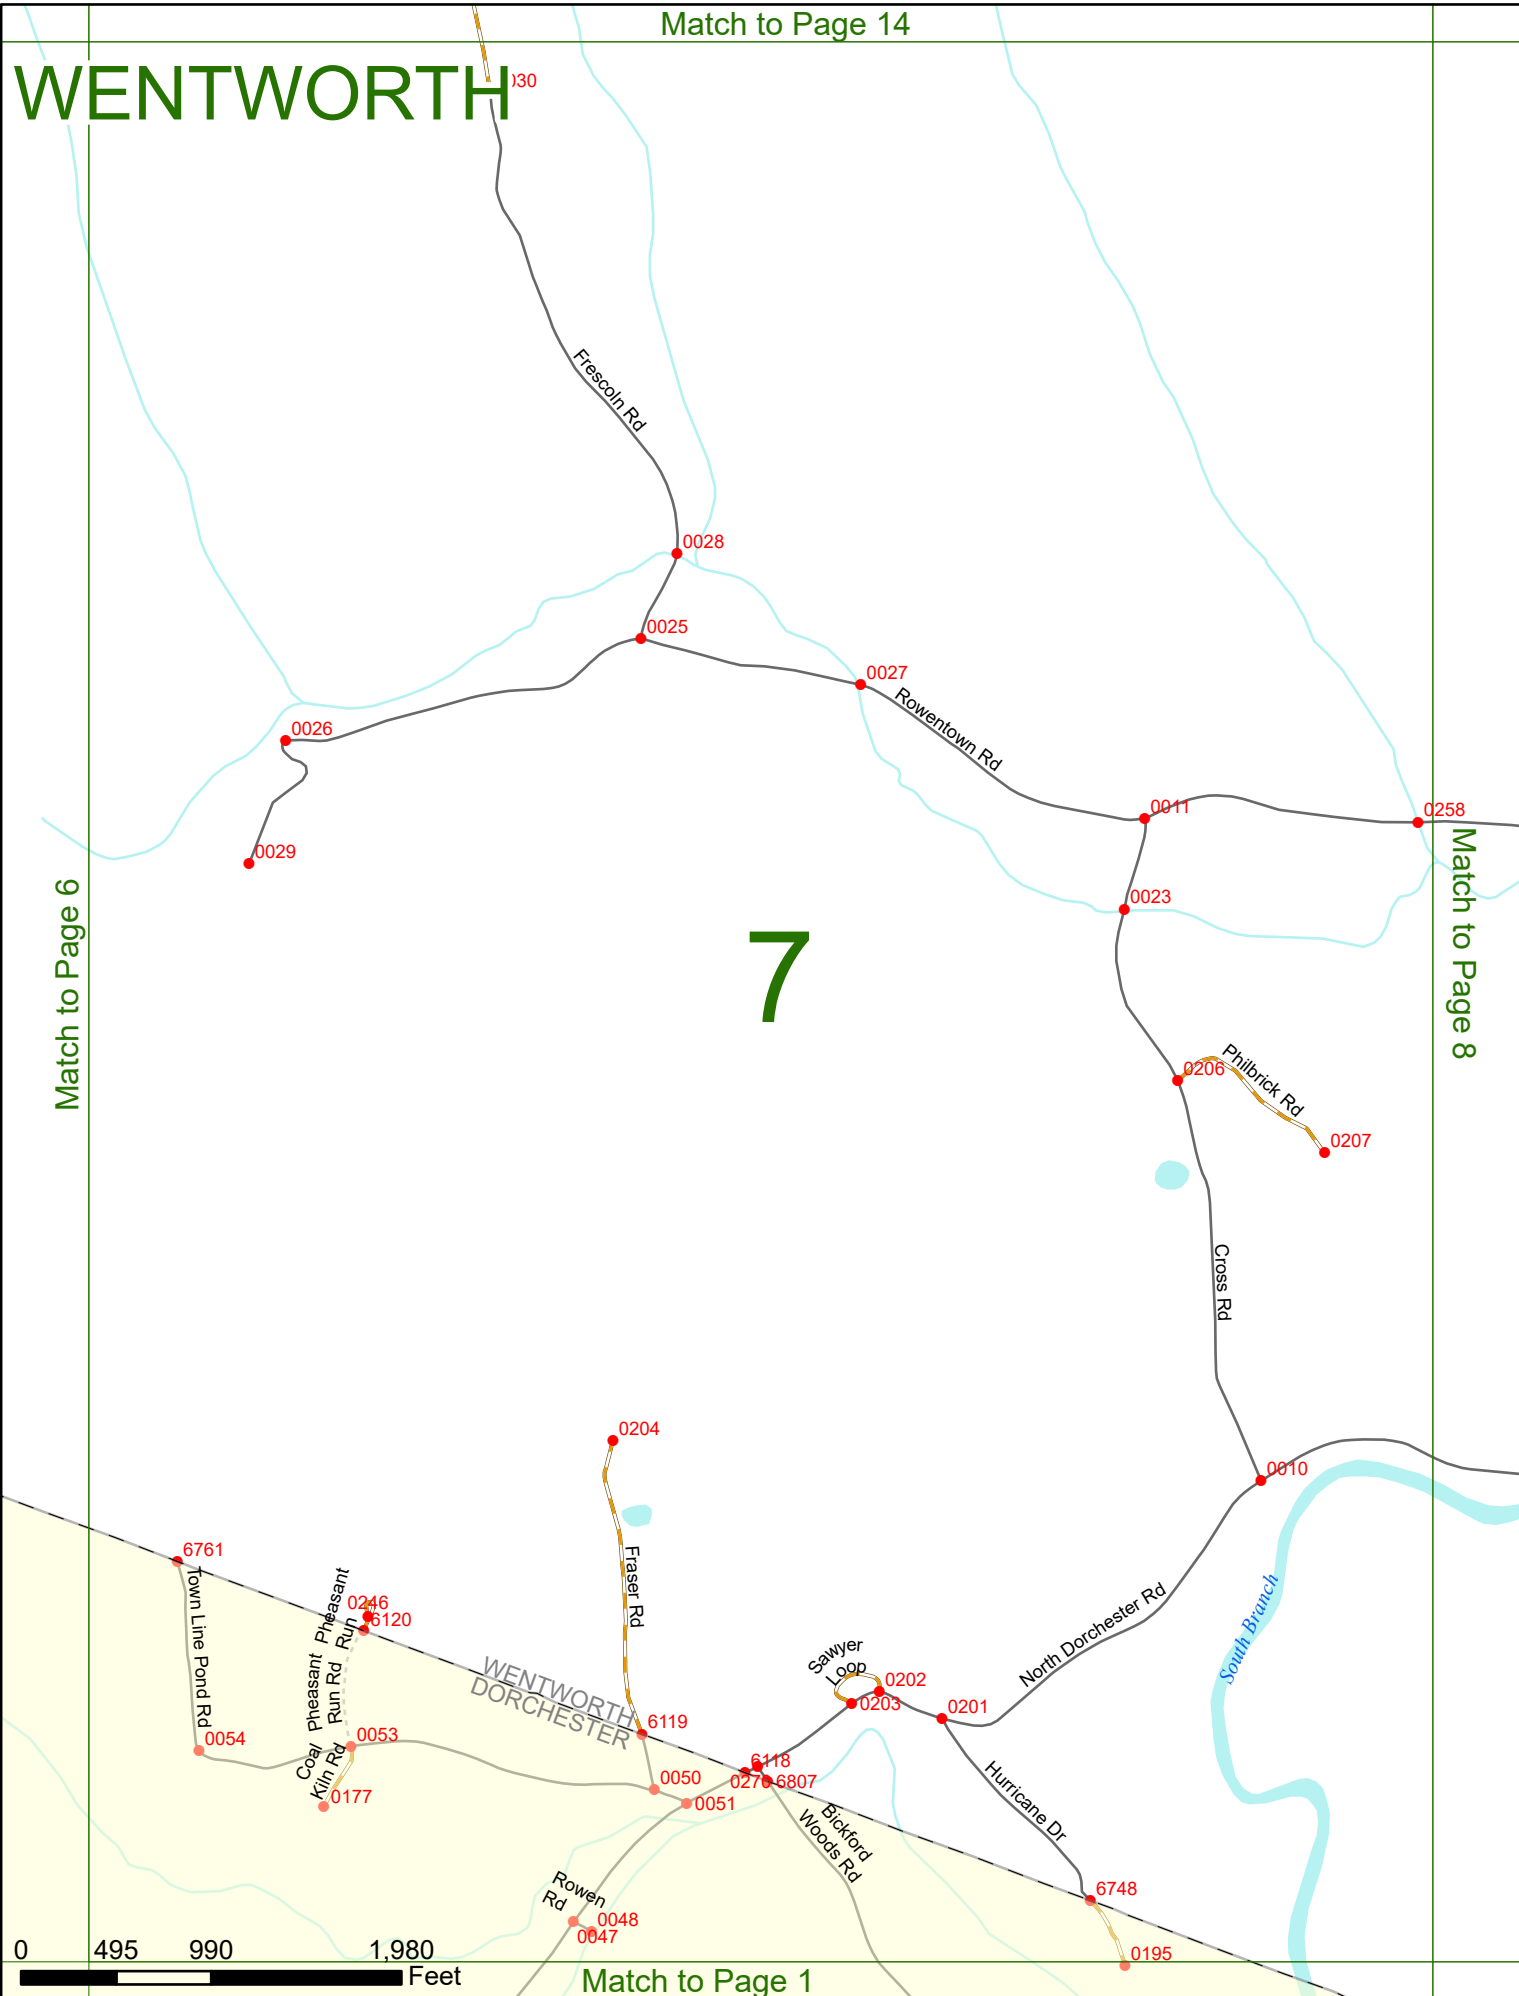 Match to Page 14
WENTWORTH
Frescoln Rd
0028
0025
0027
Rowentown Rd
0026
0011
0258
0029
0023
Match to Page 6
7
Match to Page 8
0206
Philbrick Rd
0207
Cross Rd
0204
0010
6761
Town Line Pond Rd
Pheasant
Run
0246
6120
Fraser Rd
Pheasant
Run Rd
WENTWORTH
DORCHESTER
North Dorchester Rd
South Branch
Sawyer
Loop
0202
0203
0201
0054
0053
6119
Coal
Kiln Rd
0177
6118
0276
6807
0050
0051
Hurricane Dr
Bickford
Woods Rd
Rowen
Rd
6748
0048
0047
0195
0 495 990 1,980
Feet
Match to Page 1